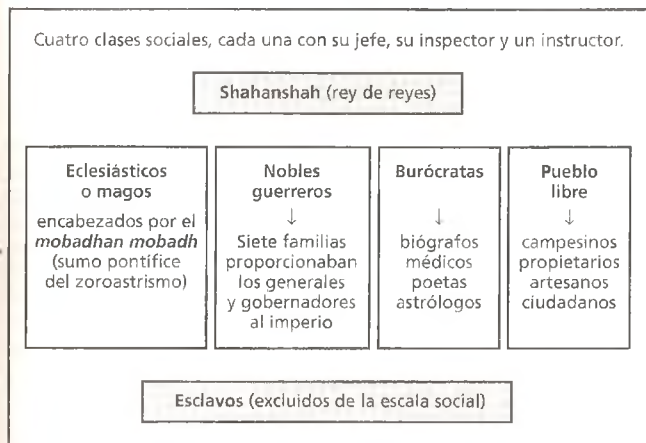 Cuatro clases sociales, cada una con su jefe, su inspector y un instructor.
Shahanshah (rey de reyes)
Eclesiásticos
o magos
encabezados por el
mobadhan mobadh
(sumo pontífice
del zoroastrismo)
Nobles
guerreros
↓
Siete familias
proporcionaban
los generales
y gobernadores
al imperio
Burócratas
↓
biógrafos
médicos
poetas
astrólogos
Pueblo
libre
↓
campesinos
propietarios
artesanos
ciudadanos
Esclavos (excluidos de la escala social)